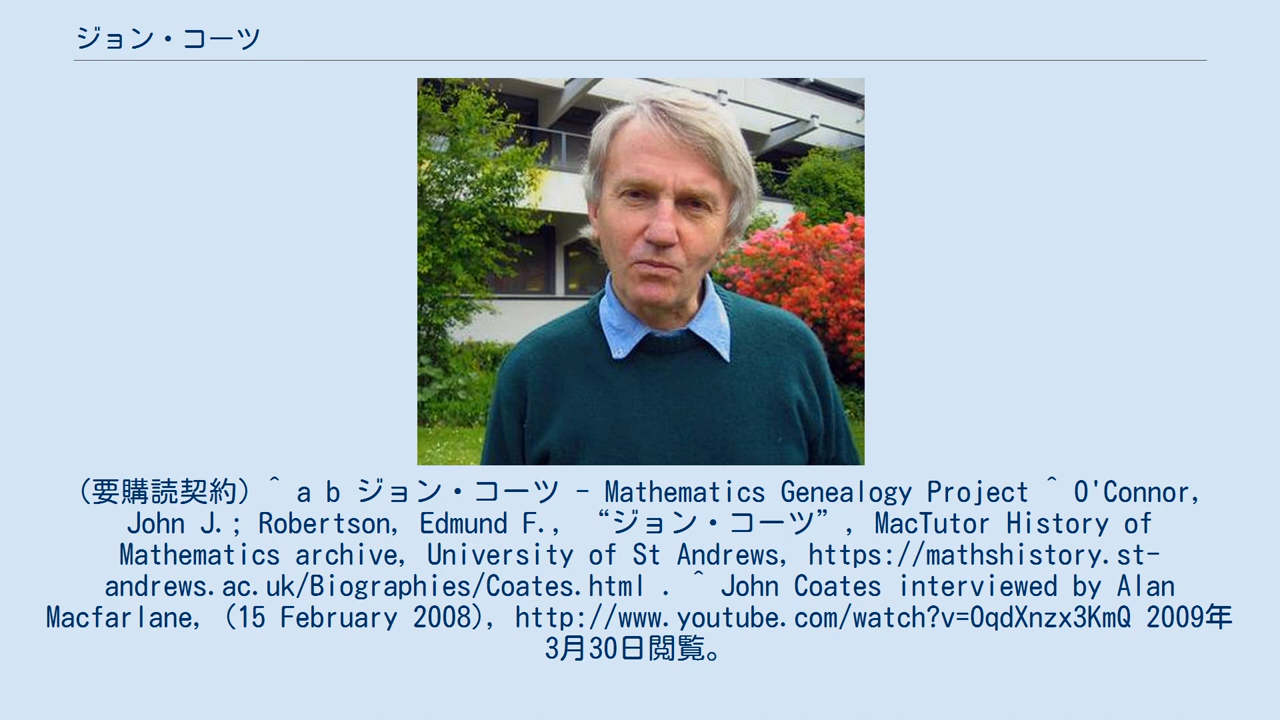 ジョン・コーツ
（要購読契約）^ a b ジョン・コーツ - Mathematics Genealogy Project ^ O'Connor,
John J.; Robertson, Edmund F., “ジョン・コーツ”, MacTutor History of
Mathematics archive, University of St Andrews, https://mathshistory.st-
andrews.ac.uk/Biographies/Coates.html . ^ John Coates interviewed by Alan
Macfarlane, (15 February 2008), http://www.youtube.com/watch?v=0qdXnzx3KmQ 2009年
3月30日閲覧。